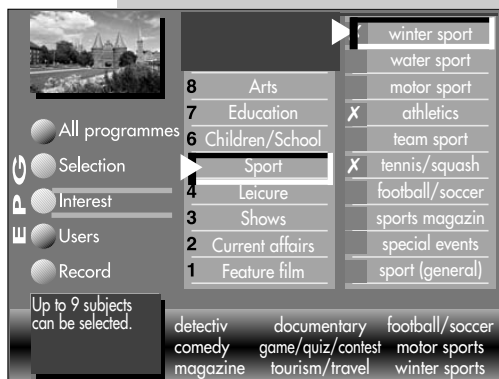 EPG
All programmes
Selection
Interest
Users
Record
8 Arts
7 Education
6 Children/School
Sport
4 Leicure
3 Shows
2 Current affairs
1 Feature film
✗ winter sport
water sport
motor sport
✗ athletics
team sport
✗ tennis/squash
football/soccer
sports magazin
special events
sport (general)
Up to 9 subjects
can be selected.
detectiv documentary football/soccer
comedy game/quiz/contest motor sports
magazine tourism/travel winter sports